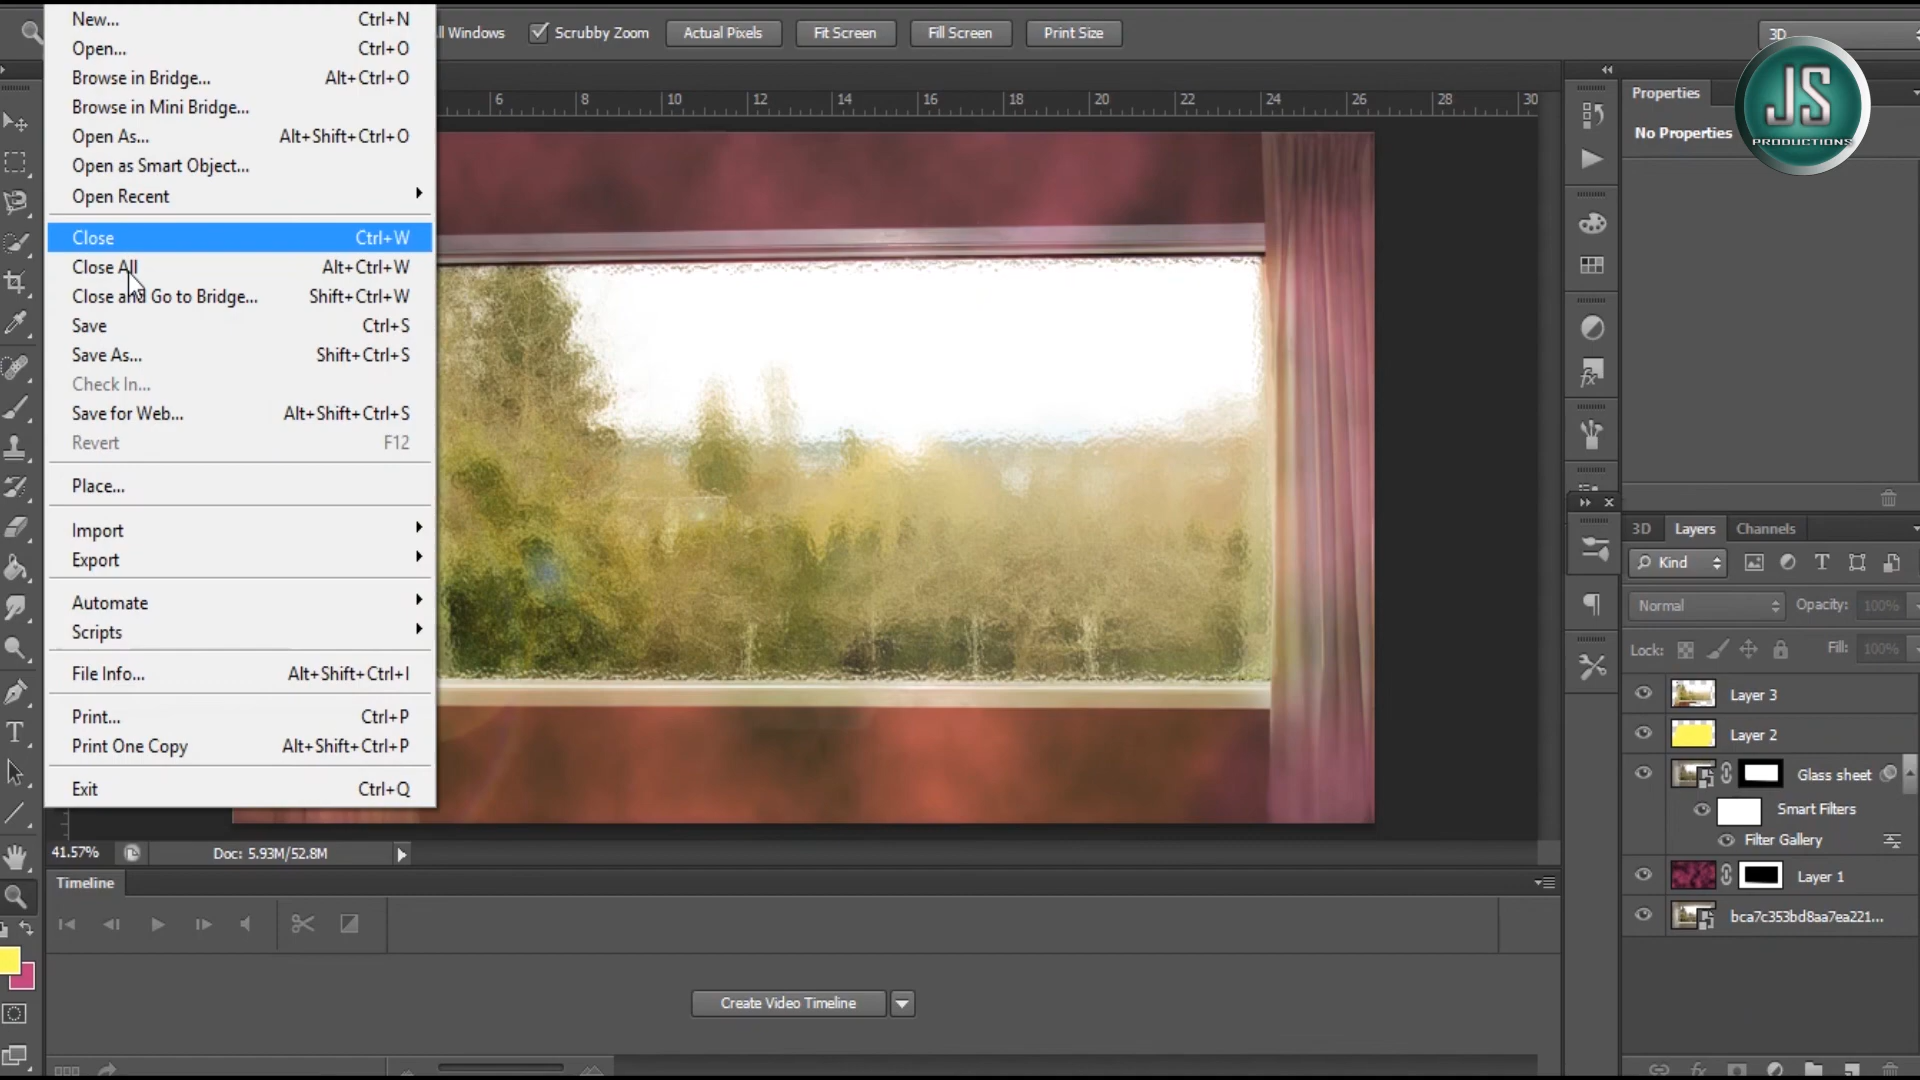 New... Ctrl+N
Open... Ctrl+O
Browse in Bridge... Alt+Ctrl+O
Browse in Mini Bridge...
Open As... Alt+Shift+Ctrl+O
Open as Smart Object...
Open Recent
Close Ctrl+W
Close All Alt+Ctrl+W
Close and Go to Bridge... Shift+Ctrl+W
Save Ctrl+S
Save As... Shift+Ctrl+S
Check In...
Save for Web... Alt+Shift+Ctrl+S
Revert F12
Place...
Import
Export
Automate
Scripts
File Info... Alt+Shift+Ctrl+I
Print... Ctrl+P
Print One Copy Alt+Shift+Ctrl+P
Exit Ctrl+Q
Windows Scrubby Zoom Actual Pixels Fit Screen Fill Screen Print Size 3D
6 8 10 12 14 16 18 20 22 24 26 28 30
JS
PRODUCTIONS
Properties
No Properties
3D Layers Channels
Kind
Normal Opacity: 100%
Lock: Fill: 100%
Layer 3
Layer 2
Glass sheet
Smart Filters
Filter Gallery
Layer 1
bca7c353bd8aa7ea221...
41.57% Doc: 5.93M/52.8M
Timeline
Create Video Timeline